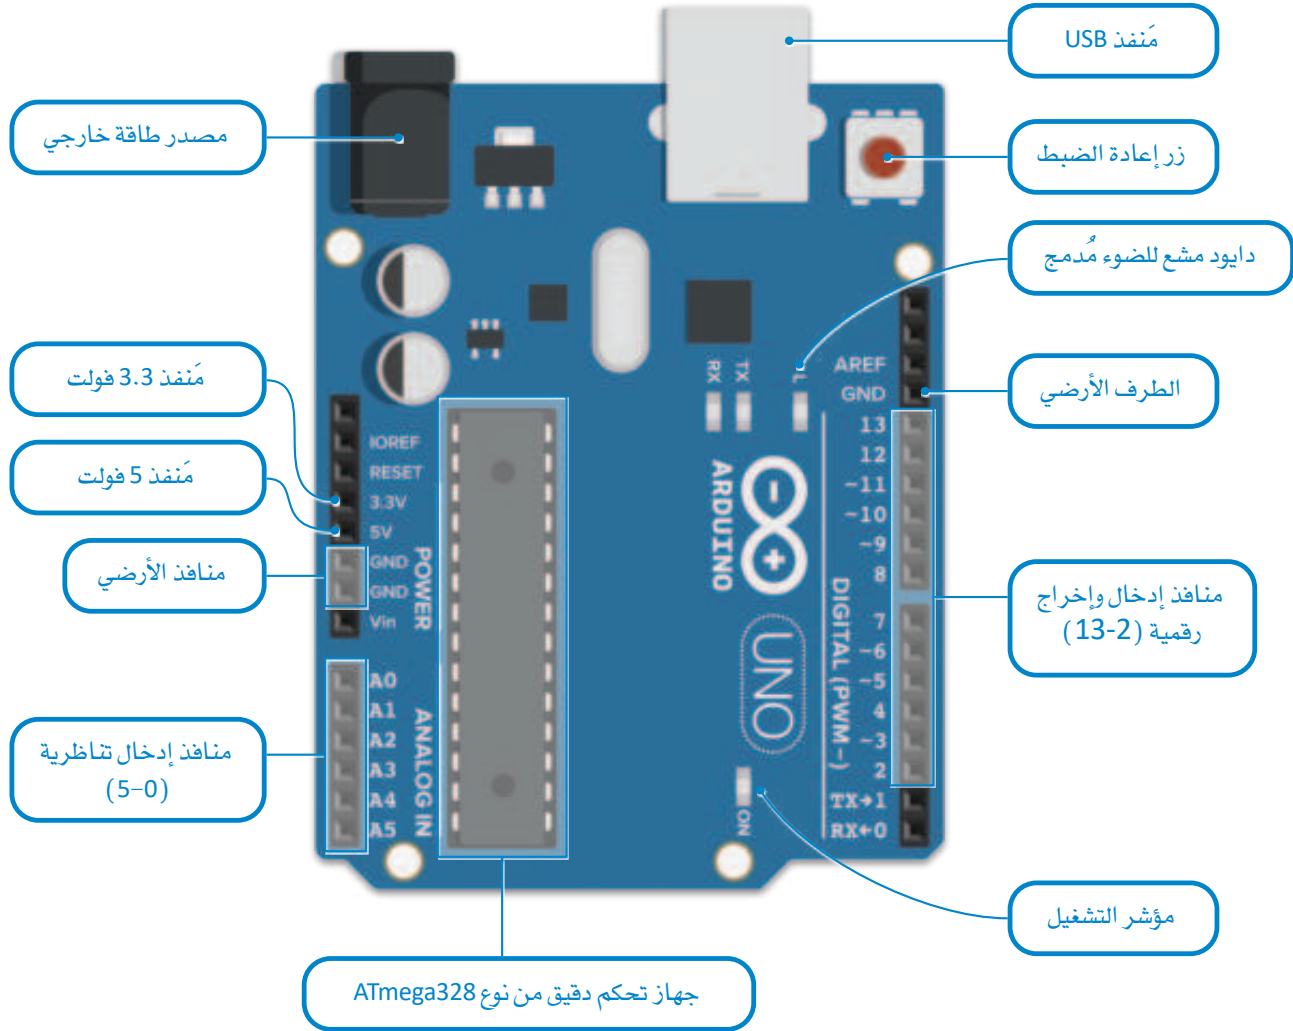 مَنفذ USB
مصدر طاقة خارجي
زر إعادة الضبط
دايود مشع للضوء مُدمج
مَنفذ 3.3 فولت
الطرف الأرضي
مَنفذ 5 فولت
منافذ الأرضي
منافذ إدخال وإخراج
رقمية (2-13)
منافذ إدخال تناظرية
(0-5)
مؤشر التشغيل
جهاز تحكم دقيق من نوع ATmega328
RX
TX
L
AREF
GND
13
12
~11
~10
~9
8
7
~6
~5
4
~3
2
TX→1
RX←0
DIGITAL (PWM~)
IOREF
RESET
3.3V
5V
GND
GND
Vin
POWER
A0
A1
A2
A3
A4
A5
ANALOG IN
ARDUINO
UNO
ON